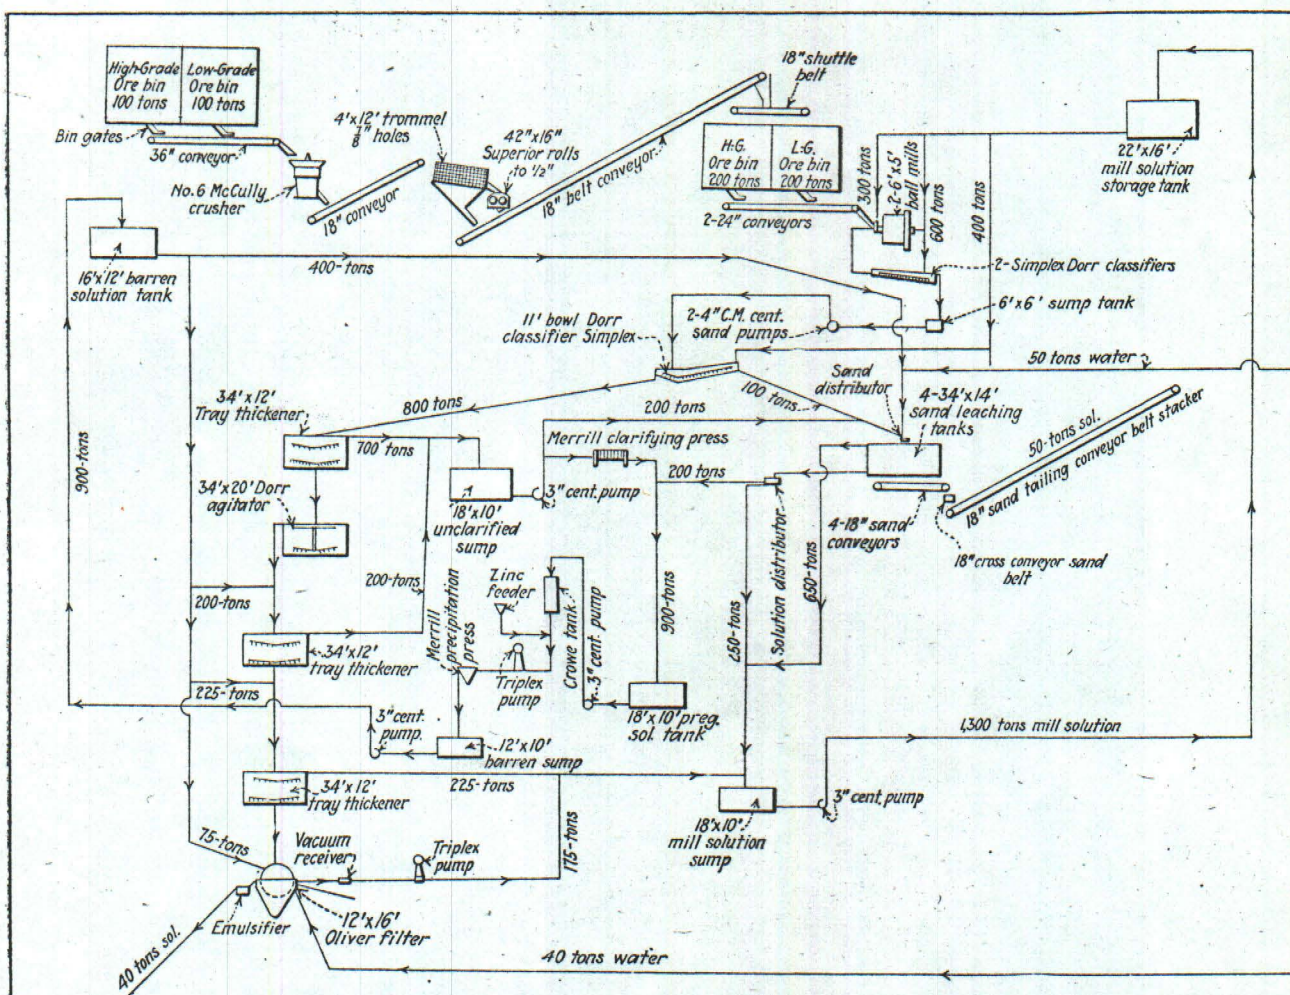 High-Grade
Ore bin
100 tons
Low-Grade
Ore bin
100 tons
Bin gates
36" conveyor
No.6 McCully
crusher
4'x12' trommel
7/8" holes
18" conveyor
42"x16"
Superior rolls
to 1/2"
18" belt conveyor
18" shuttle
belt
H.G.
Ore bin
200 tons
L.G.
Ore bin
200 tons
2-24" conveyors
300 tons
2-6'x5'
ball mills
600 tons
400 tons
22'x16'
mill solution
storage tank
16'x12' barren
solution tank
400-tons
2-Simplex Dorr classifiers
6'x6' sump tank
2-4" C.M. cent.
sand pumps
11' bowl Dorr
classifier Simplex
50 tons water
Sand
distributor
100 tons
4-34'x14'
sand leaching
tanks
34'x12'
Tray thickener
800 tons
200 tons
700 tons
Merrill clarifying press
200 tons
50-tons sol.
18" sand tailing conveyor belt stacker
900-tons
34'x20' Dorr
agitator
18'x10'
unclarified
sump
3" cent. pump
4-18" sand
conveyors
18" cross conveyor sand
belt
Solution distributor
650-tons
200-tons
200-tons
Zinc
feeder
Merrill
precipitation
press
Crowe tank
3" cent. pump
900-tons
34'x12'
tray thickener
Triplex
pump
18'x10' preg.
sol. tank
225-tons
3" cent.
pump
12'x10'
barren sump
1,300 tons mill solution
34'x12'
tray thickener
225-tons
18'x10'
mill solution
sump
3" cent. pump
75-tons
Vacuum
receiver
Triplex
pump
175-tons
Emulsifier
12'x16'
Oliver filter
40 tons sol.
40 tons water